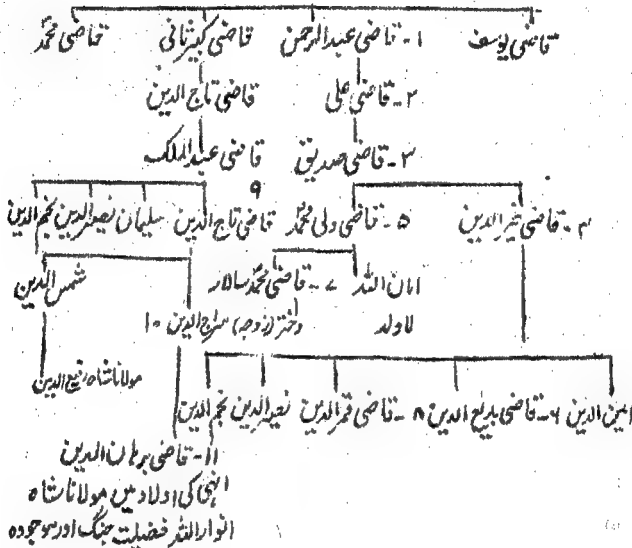 قاضی یوسف ۱۔ قاضی عبدالرحمن قاضی کبیر ثانی قاضی محمد
۲۔ قاضی علی قاضی تاج الدین
۳۔ قاضی صدیق قاضی عبدالملک
۴۔ قاضی خیرالدین ۵۔ قاضی ولی محمد ۹ قاضی تاج الدین سلیمان نصیرالدین نجم الدین
امان اللہ ۷۔ قاضی محمد سالار شمس الدین
لاولد دختر (زوجہ) سراج الدین ۱۰
مولانا شاہ رفیع الدین
امین الدین ۶۔ قاضی بدیع الدین ۸۔ قاضی قمرالدین نصیرالدین نجم الدین
۱۱۔ قاضی برہان الدین
انہی کی اولاد میں مولانا شاہ
انوار اللہ فضیلت جنگ اور موجودہ